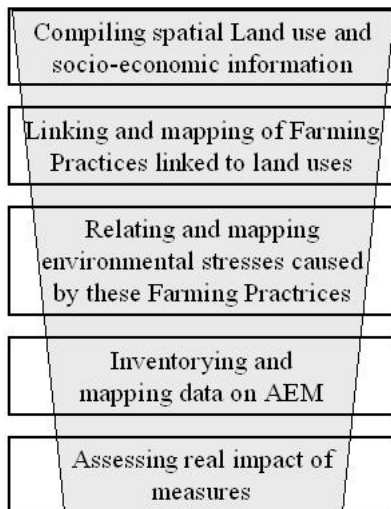 Compiling spatial Land use and
socio-economic information
Linking and mapping of Farming
Practices linked to land uses
Relating and mapping
environmental stresses caused
by these Farming Practrices
Inventorying and
mapping data on AEM
Assessing real impact of
measures